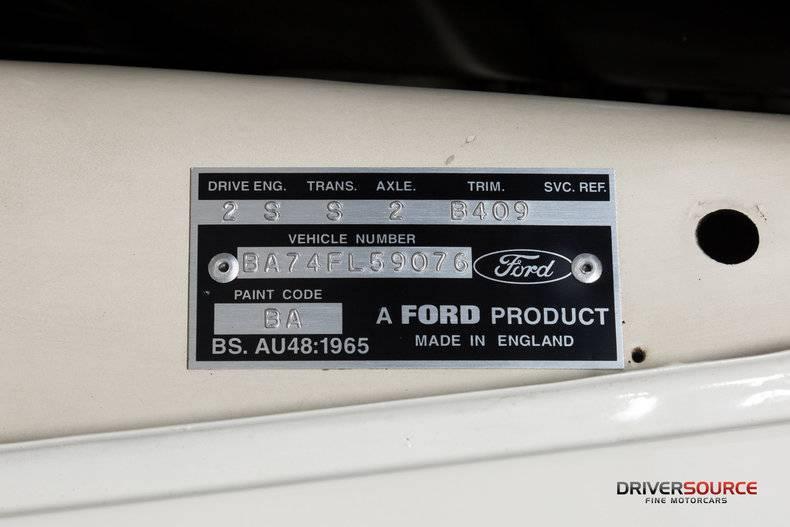 DRIVE ENG. TRANS. AXLE. TRIM. SVC. REF.
2 S S 2 B409
VEHICLE NUMBER
BA74FL59076 Ford
PAINT CODE
BA
A FORD PRODUCT
BS. AU48:1965 MADE IN ENGLAND
DRIVERSOURCE
FINE MOTORCARS